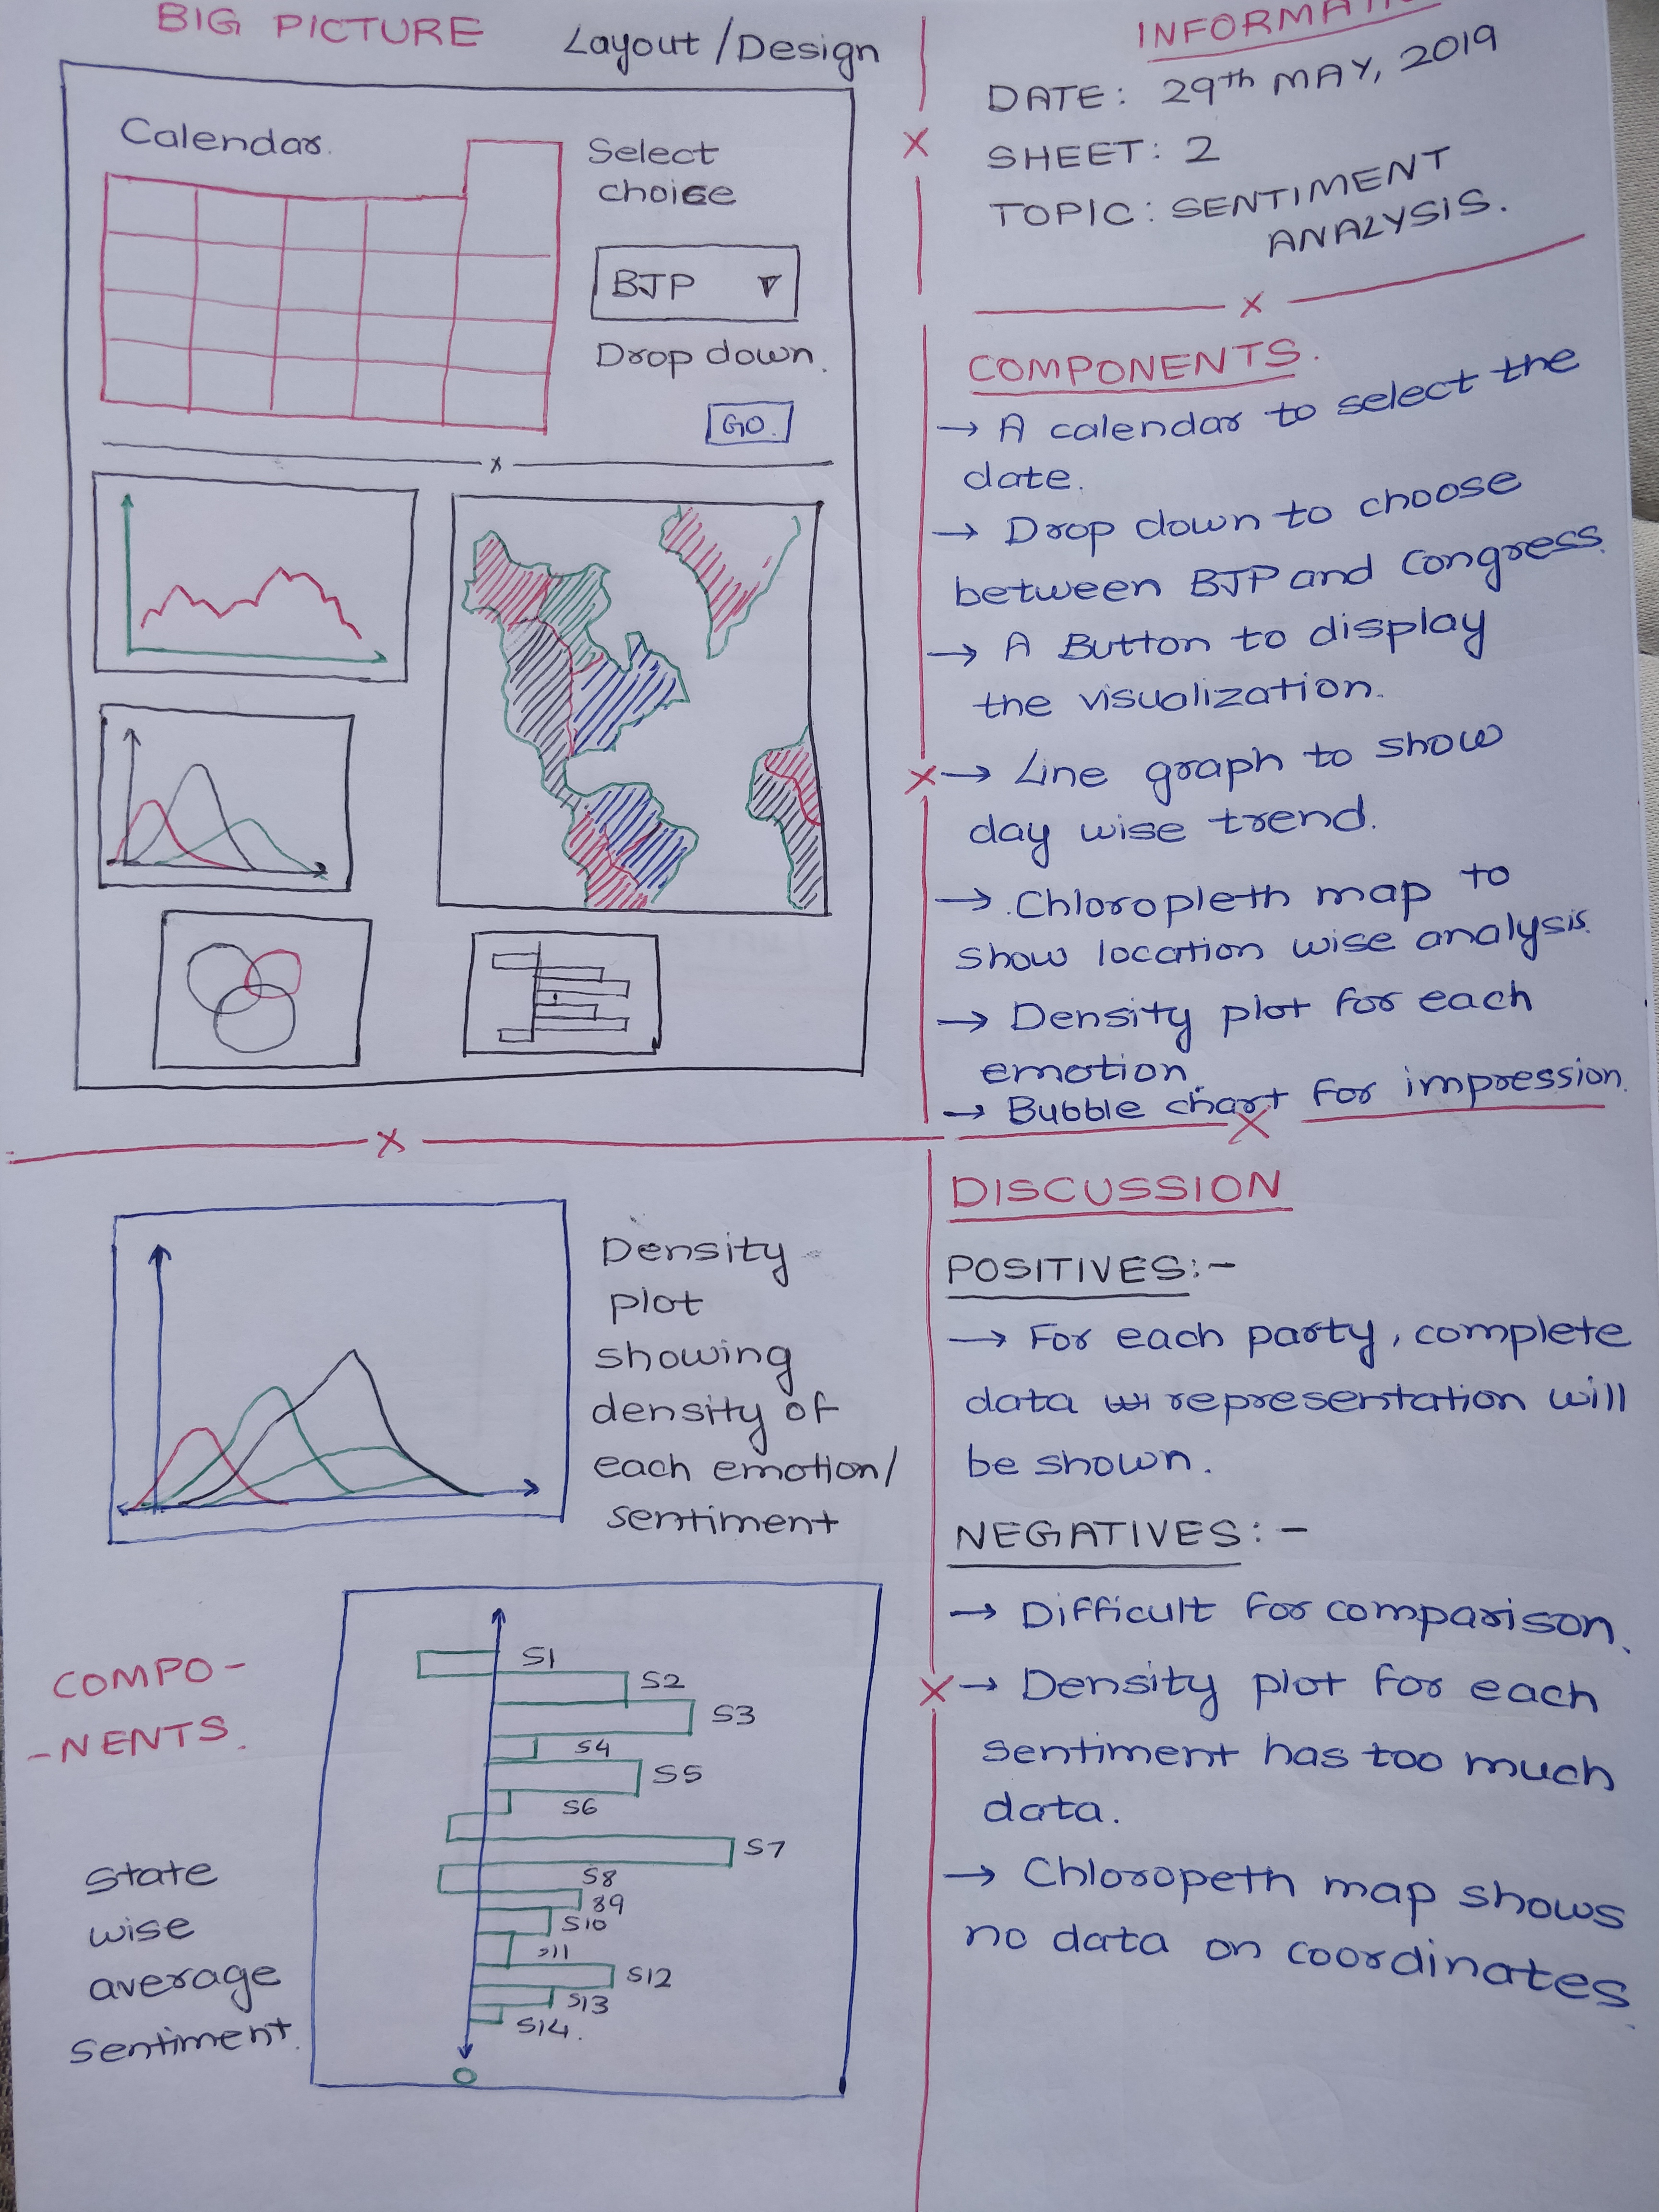 BIG PICTURE
Layout/Design
Calendar.
Select
choice
BJP
Drop down.
GO.
DATE: 29th MAY, 2019
SHEET: 2
TOPIC: SENTIMENT
ANALYSIS.
COMPONENTS.
→ A calendar to select the
date.
→ Drop down to choose
between BJP and Congress.
→ A Button to display
the visualization.
→ Line graph to show
day wise trend.
→ Chloropleth map to
show location wise analysis.
→ Density plot for each
emotion.
→ Bubble chart for impression.
Density
plot
showing
density of
each emotion/
sentiment
COMPO-
-NENTS.
State
wise
average
sentiment.
S1
S2
S3
S4
S5
S6
S7
S8
S9
S10
S11
S12
S13
S14.
O
DISCUSSION
POSITIVES:-
→ For each party, complete
data representation will
be shown.
NEGATIVES:-
→ Difficult for comparison.
→ Density plot for each
sentiment has too much
data.
→ Chloropeth map shows
no data on coordinates.